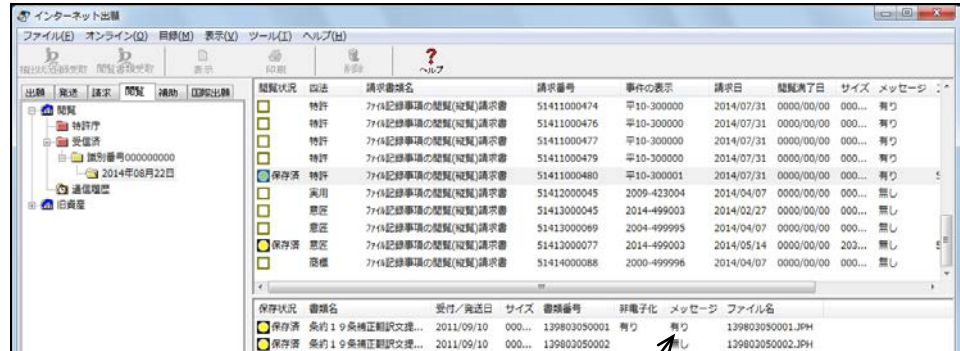 インターネット出願
ファイル(F) オンライン(O) 目録(M) 表示(V) ツール(T) ヘルプ(H)
閲覧書類受取 表示 印刷 削除 ヘルプ
出願 発送 請求 閲覧 補助 国際出願
閲覧
特許庁
受信済
識別番号000000000
2014年08月22日
通信履歴
旧資産
閲覧状況 四法 請求書類名 請求番号 事件の表示 請求日 閲覧満了日 サイズ メッセージ
特許 ファイル記録事項の閲覧(縦覧)請求書 51411000474 平10-300000 2014/07/31 0000/00/00 000... 有り
特許 ファイル記録事項の閲覧(縦覧)請求書 51411000476 平10-300000 2014/07/31 0000/00/00 000... 有り
特許 ファイル記録事項の閲覧(縦覧)請求書 51411000477 平10-300000 2014/07/31 0000/00/00 000... 有り
特許 ファイル記録事項の閲覧(縦覧)請求書 51411000479 平10-300000 2014/07/31 0000/00/00 000... 有り
保存済 特許 ファイル記録事項の閲覧(縦覧)請求書 51411000480 平10-300001 2014/07/31 0000/00/00 000... 有り
実用 ファイル記録事項の閲覧(縦覧)請求書 51412000045 2009-423004 2014/04/07 0000/00/00 000... 無し
意匠 ファイル記録事項の閲覧(縦覧)請求書 51413000045 2014-499003 2014/02/27 0000/00/00 000... 無し
意匠 ファイル記録事項の閲覧(縦覧)請求書 51413000069 2004-499995 2014/04/07 0000/00/00 000... 無し
保存済 意匠 ファイル記録事項の閲覧(縦覧)請求書 51413000077 2014-499003 2014/05/14 0000/00/00 203... 無し
商標 ファイル記録事項の閲覧(縦覧)請求書 51414000088 2000-499996 2014/04/07 0000/00/00 000... 無し
保存状況 書類名 受付/発送日 サイズ 書類番号 非電子化 メッセージ ファイル名
保存済 条約19条補正翻訳文提... 2011/09/10 000... 139803050001 有り 有り 139803050001.JPH
保存済 条約19条補正翻訳文提... 2011/09/10 000... 139803050002 無し 139803050002.JPH